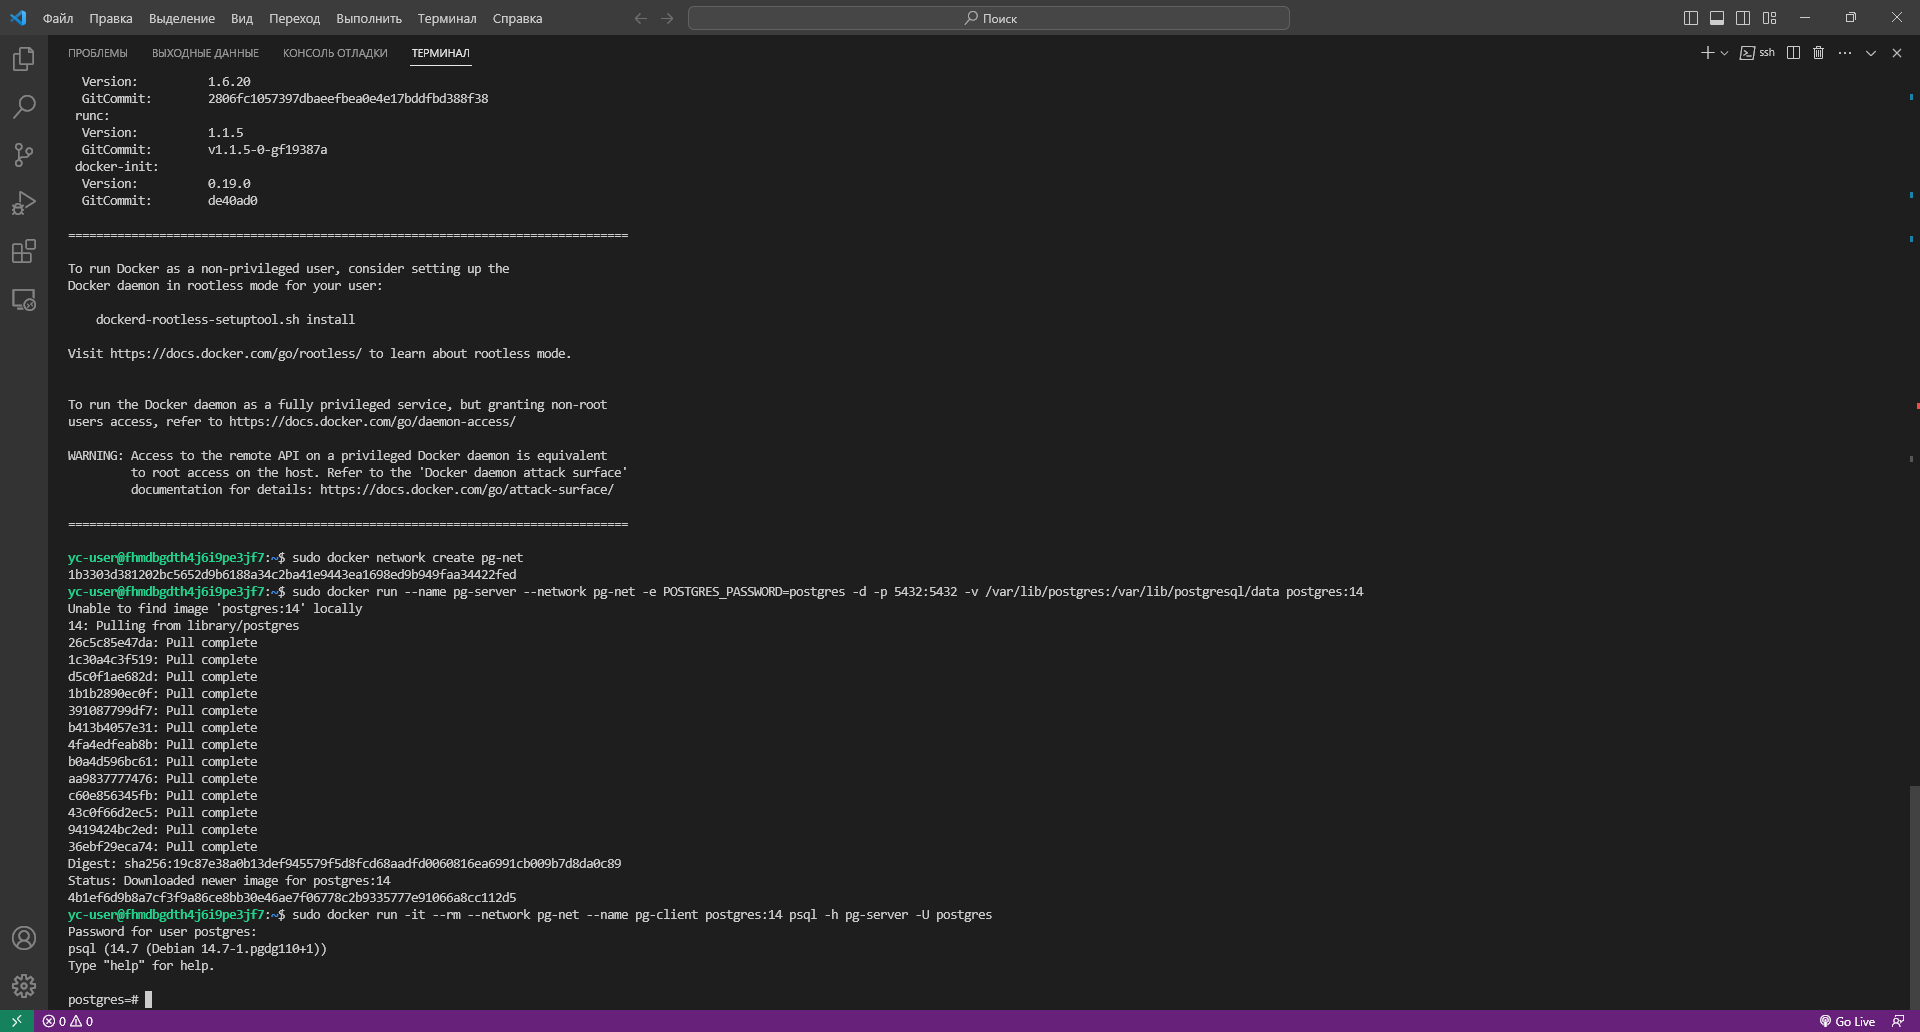 Файл Правка Выделение Вид Переход Выполнить Терминал Справка Поиск
ПРОБЛЕМЫ ВЫХОДНЫЕ ДАННЫЕ КОНСОЛЬ ОТЛАДКИ ТЕРМИНАЛ ssh
Version: 1.6.20
GitCommit: 2806fc1057397dbaeefbea0e4e17bddfbd388f38
runc:
Version: 1.1.5
GitCommit: v1.1.5-0-gf19387a
docker-init:
Version: 0.19.0
GitCommit: de40ad0
================================================================================
To run Docker as a non-privileged user, consider setting up the
Docker daemon in rootless mode for your user:
dockerd-rootless-setuptool.sh install
Visit https://docs.docker.com/go/rootless/ to learn about rootless mode.
To run the Docker daemon as a fully privileged service, but granting non-root
users access, refer to https://docs.docker.com/go/daemon-access/
WARNING: Access to the remote API on a privileged Docker daemon is equivalent
to root access on the host. Refer to the 'Docker daemon attack surface'
documentation for details: https://docs.docker.com/go/attack-surface/
================================================================================
yc-user@fhmdbgdth4j6i9pe3jf7:~$ sudo docker network create pg-net
1b3303d381202bc5652d9b6188a34c2ba41e9443ea1698ed9b949faa34422fed
yc-user@fhmdbgdth4j6i9pe3jf7:~$ sudo docker run --name pg-server --network pg-net -e POSTGRES_PASSWORD=postgres -d -p 5432:5432 -v /var/lib/postgres:/var/lib/postgresql/data postgres:14
Unable to find image 'postgres:14' locally
14: Pulling from library/postgres
26c5c85e47da: Pull complete
1c30a4c3f519: Pull complete
d5c0f1ae682d: Pull complete
1b1b2890ec0f: Pull complete
391087799df7: Pull complete
b413b4057e31: Pull complete
4fa4edfeab8b: Pull complete
b0a4d596bc61: Pull complete
aa9837777476: Pull complete
c60e856345fb: Pull complete
43c0f66d2ec5: Pull complete
9419424bc2ed: Pull complete
36ebf29eca74: Pull complete
Digest: sha256:19c87e38a0b13def945579f5d8fcd68aadfd0060816ea6991cb009b7d8da0c89
Status: Downloaded newer image for postgres:14
4b1ef6d9b8a7cf3f9a86ce8bb30e46ae7f06778c2b9335777e91066a8cc112d5
yc-user@fhmdbgdth4j6i9pe3jf7:~$ sudo docker run -it --rm --network pg-net --name pg-client postgres:14 psql -h pg-server -U postgres
Password for user postgres:
psql (14.7 (Debian 14.7-1.pgdg110+1))
Type "help" for help.
postgres=#
0 0 Go Live